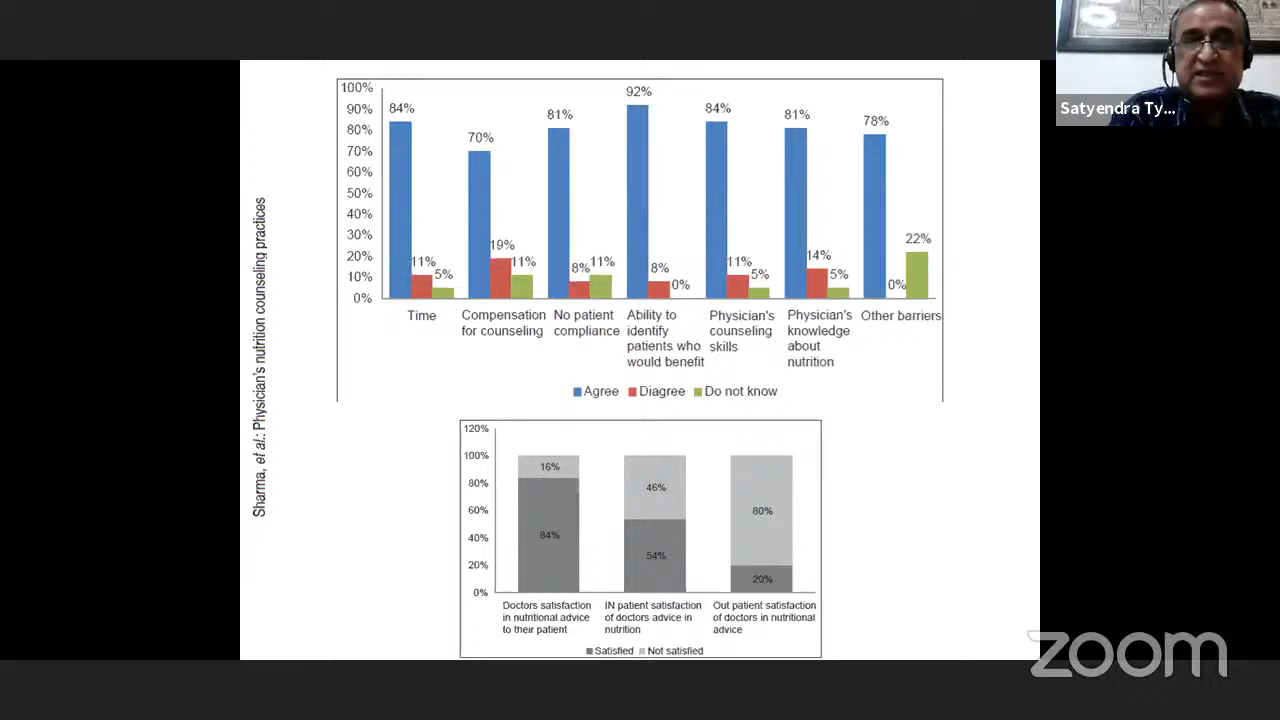 Satyendra Ty...
Sharma, et al.: Physician's nutrition counseling practices
100%
90%
80%
70%
60%
50%
40%
30%
20%
10%
0%
84%
11%
5%
70%
19%
11%
81%
8%
11%
92%
8%
0%
84%
11%
5%
81%
14%
5%
78%
0%
22%
Time
Compensation
for counseling
No patient
compliance
Ability to
identify
patients who
would benefit
Physician's
counseling
skills
Physician's
knowledge
about
nutrition
Other barriers
Agree Diagree Do not know
120%
100%
80%
60%
40%
20%
0%
16%
84%
46%
54%
80%
20%
Doctors satisfaction
in nutritional advice
to their patient
IN patient satisfaction
of doctors advice in
nutrition
Out patient satisfaction
of doctors in nutritional
advice
Satisfied Not satisfied
zoom